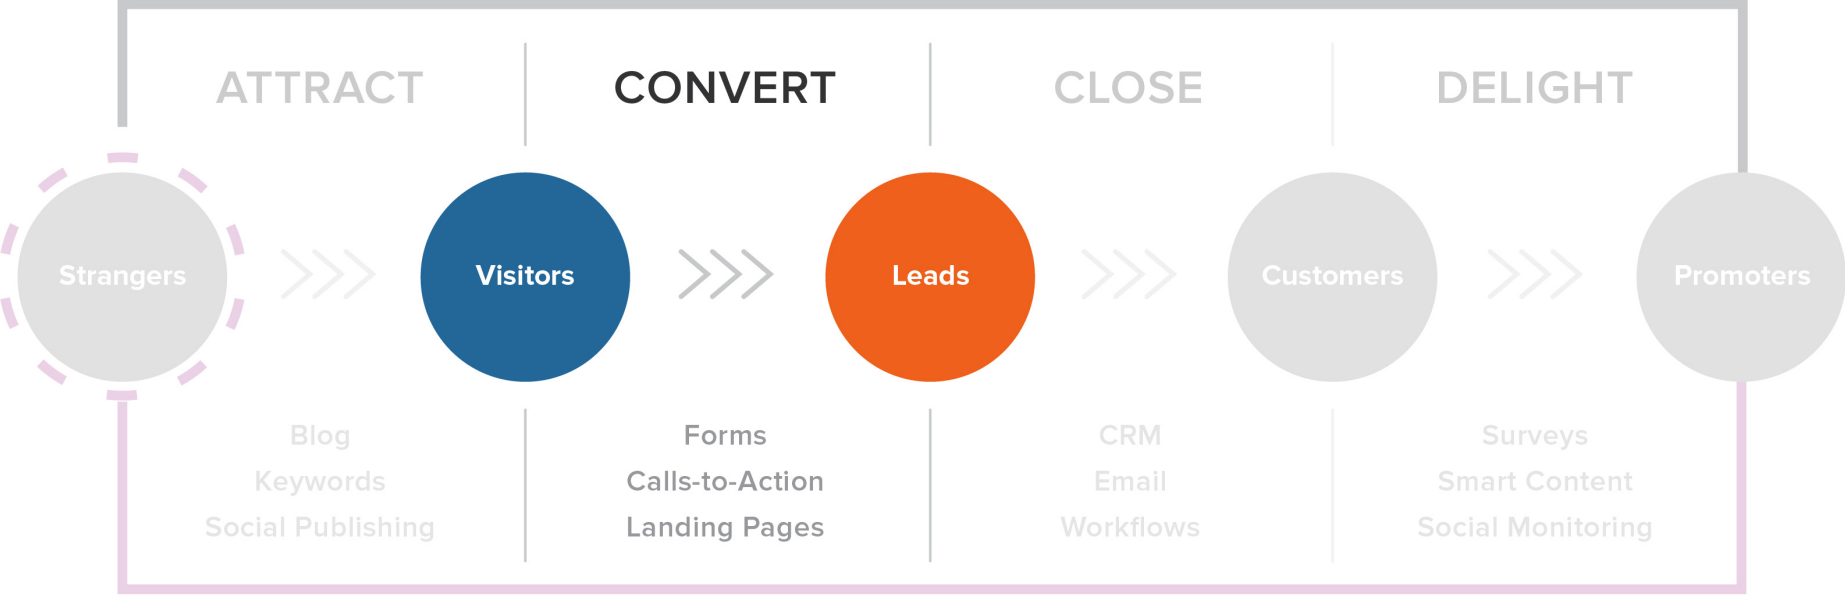 ATTRACT
CONVERT
CLOSE
DELIGHT
Strangers
Visitors
Leads
Customers
Promoters
Blog
Keywords
Social Publishing
Forms
Calls-to-Action
Landing Pages
CRM
Email
Workflows
Surveys
Smart Content
Social Monitoring